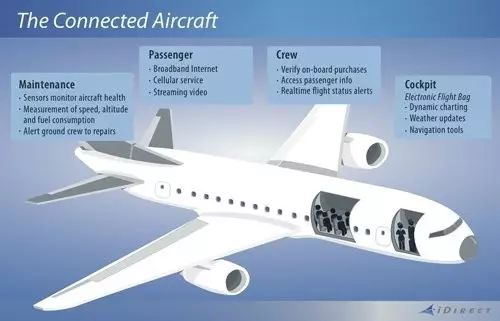 The Connected Aircraft
Maintenance
· Sensors monitor aircraft health
· Measurement of speed, altitude
and fuel consumption
· Alert ground crew to repairs
Passenger
· Broadband Internet
· Cellular service
· Streaming video
Crew
· Verify on-board purchases
· Access passenger info
· Realtime flight status alerts
Cockpit
Electronic Flight Bag
· Dynamic charting
· Weather updates
· Navigation tools
iDIRECT